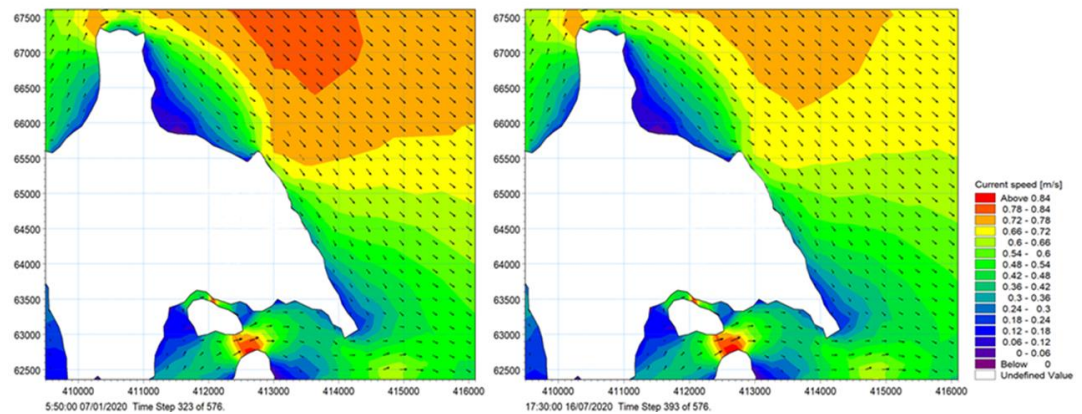 67500
67000
66500
66000
65500
65000
64500
64000
63500
63000
62500
410000 411000 412000 413000 414000 415000 416000
5:50:00 07/01/2020 Time Step 323 of 576.
67500
67000
66500
66000
65500
65000
64500
64000
63500
63000
62500
410000 411000 412000 413000 414000 415000 416000
17:30:00 16/07/2020 Time Step 393 of 576.
Current speed [m/s]
Above 0.84
0.78 - 0.84
0.72 - 0.78
0.66 - 0.72
0.6 - 0.66
0.54 - 0.6
0.48 - 0.54
0.42 - 0.48
0.36 - 0.42
0.3 - 0.36
0.24 - 0.3
0.18 - 0.24
0.12 - 0.18
0.06 - 0.12
0 - 0.06
Below 0
Undefined Value